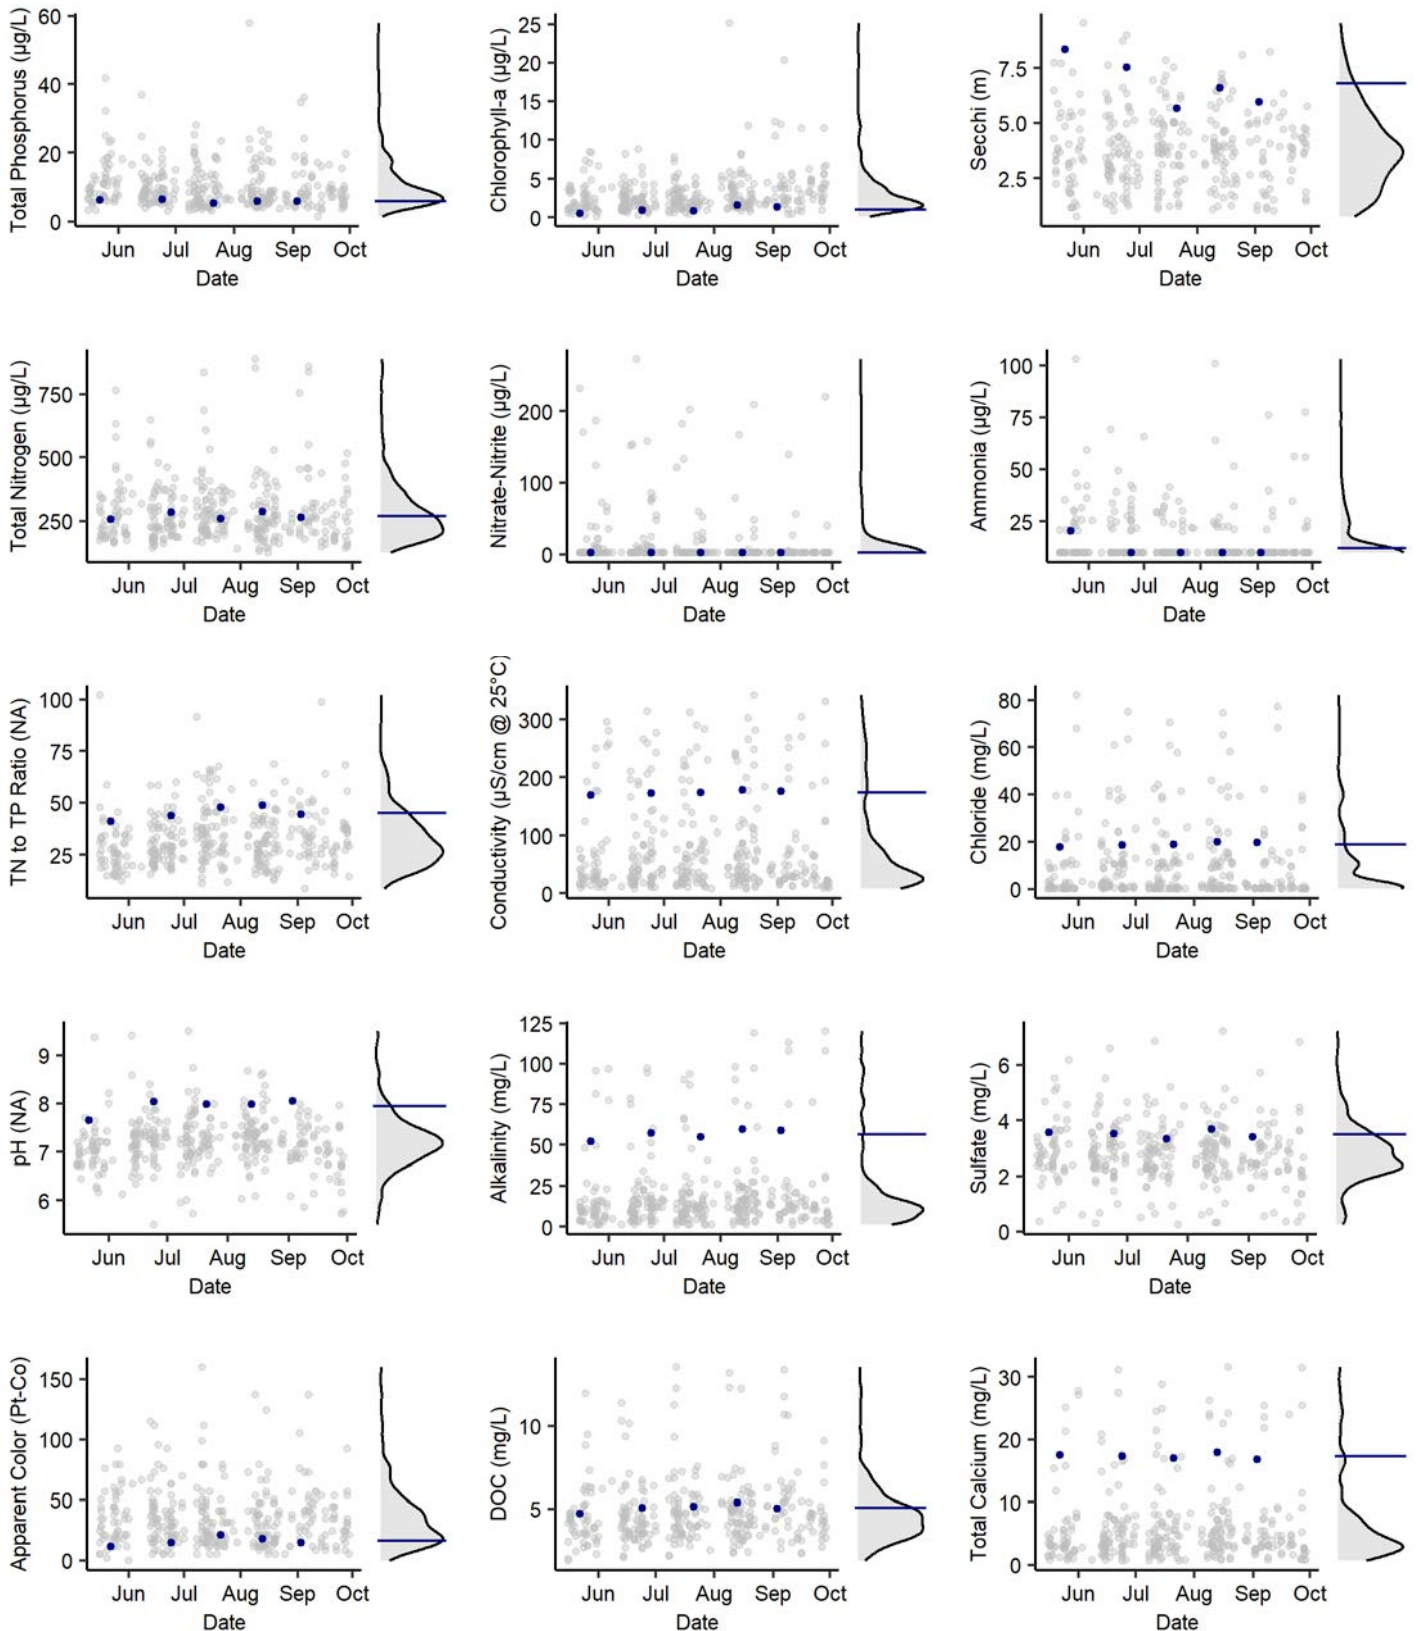 Total Phosphorus (µg/L)
60
40
20
0
Jun Jul Aug Sep Oct
Date
Chlorophyll-a (µg/L)
25
20
15
10
5
0
Jun Jul Aug Sep Oct
Date
Secchi (m)
7.5
5.0
2.5
Jun Jul Aug Sep Oct
Date
Total Nitrogen (µg/L)
750
500
250
Jun Jul Aug Sep Oct
Date
Nitrate-Nitrite (µg/L)
200
100
0
Jun Jul Aug Sep Oct
Date
Ammonia (µg/L)
100
75
50
25
Jun Jul Aug Sep Oct
Date
TN to TP Ratio (NA)
100
75
50
25
Jun Jul Aug Sep Oct
Date
Conductivity (µS/cm @ 25°C)
300
200
100
0
Jun Jul Aug Sep Oct
Date
Chloride (mg/L)
80
60
40
20
0
Jun Jul Aug Sep Oct
Date
pH (NA)
9
8
7
6
Jun Jul Aug Sep Oct
Date
Alkalinity (mg/L)
125
100
75
50
25
0
Jun Jul Aug Sep Oct
Date
Sulfate (mg/L)
6
4
2
0
Jun Jul Aug Sep Oct
Date
Apparent Color (Pt-Co)
150
100
50
0
Jun Jul Aug Sep Oct
Date
DOC (mg/L)
10
5
Jun Jul Aug Sep Oct
Date
Total Calcium (mg/L)
30
20
10
0
Jun Jul Aug Sep Oct
Date